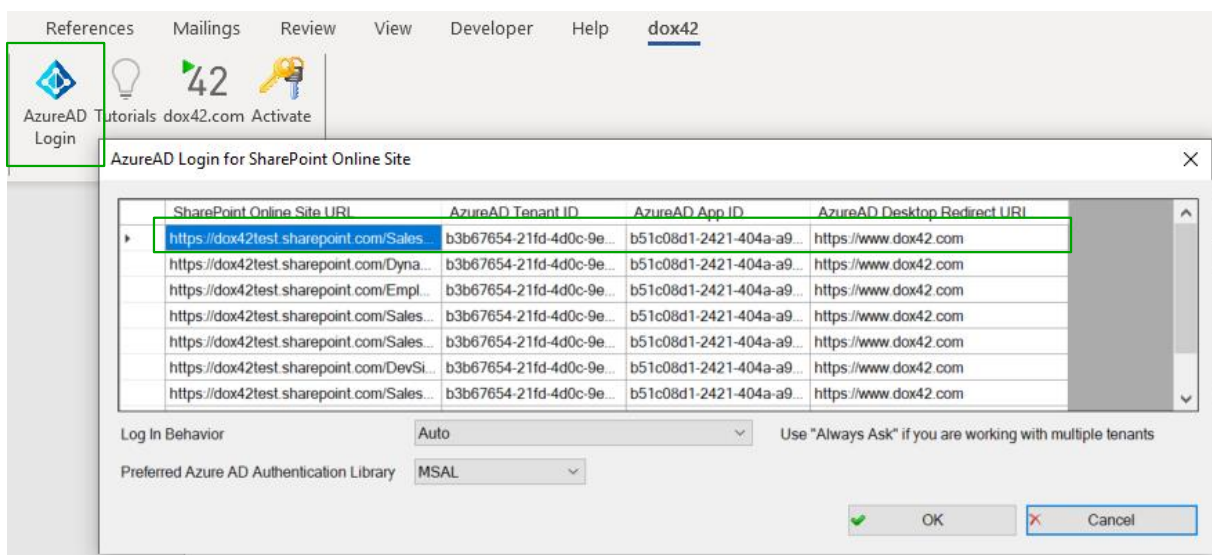 References Mailings Review View Developer Help dox42
42
AzureAD Tutorials dox42.com Activate
Login
AzureAD Login for SharePoint Online Site
SharePoint Online Site URL AzureAD Tenant ID AzureAD App ID AzureAD Desktop Redirect URL
https://dox42test.sharepoint.com/Sales... b3b67654-21fd-4d0c-9e... b51c08d1-2421-404a-a9... https://www.dox42.com
https://dox42test.sharepoint.com/Dyna... b3b67654-21fd-4d0c-9e... b51c08d1-2421-404a-a9... https://www.dox42.com
https://dox42test.sharepoint.com/Empl... b3b67654-21fd-4d0c-9e... b51c08d1-2421-404a-a9... https://www.dox42.com
https://dox42test.sharepoint.com/Sales... b3b67654-21fd-4d0c-9e... b51c08d1-2421-404a-a9... https://www.dox42.com
https://dox42test.sharepoint.com/Sales... b3b67654-21fd-4d0c-9e... b51c08d1-2421-404a-a9... https://www.dox42.com
https://dox42test.sharepoint.com/DevSi... b3b67654-21fd-4d0c-9e... b51c08d1-2421-404a-a9... https://www.dox42.com
https://dox42test.sharepoint.com/Sales... b3b67654-21fd-4d0c-9e... b51c08d1-2421-404a-a9... https://www.dox42.com
Log In Behavior Auto Use "Always Ask" if you are working with multiple tenants
Preferred Azure AD Authentication Library MSAL
OK Cancel